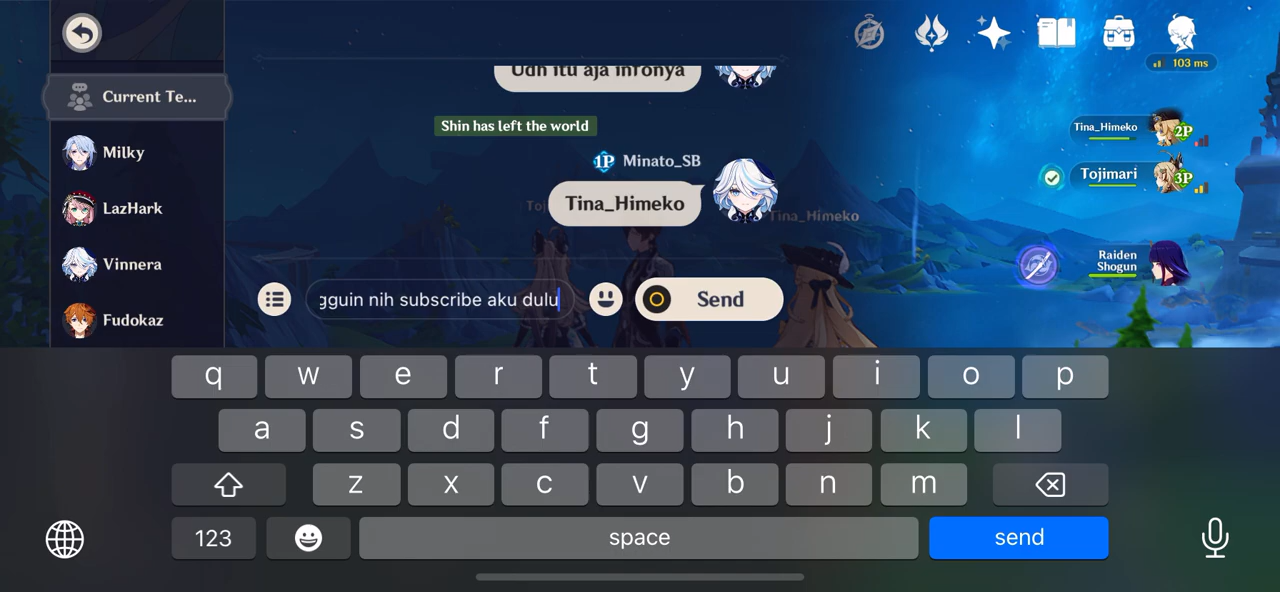 Udh itu aja infonya
103 ms
Current Te...
Shin has left the world
Tina_Himeko
2P
Milky
1P Minato_SB
Tojimari
3P
LazHark
Tina_Himeko
Toj
Tina_Himeko
Vinnera
Raiden
Shogun
gguin nih subscribe aku dulu
Send
Fudokaz
q w e r t y u i o p
a s d f g h j k l
z x c v b n m
123
space
send